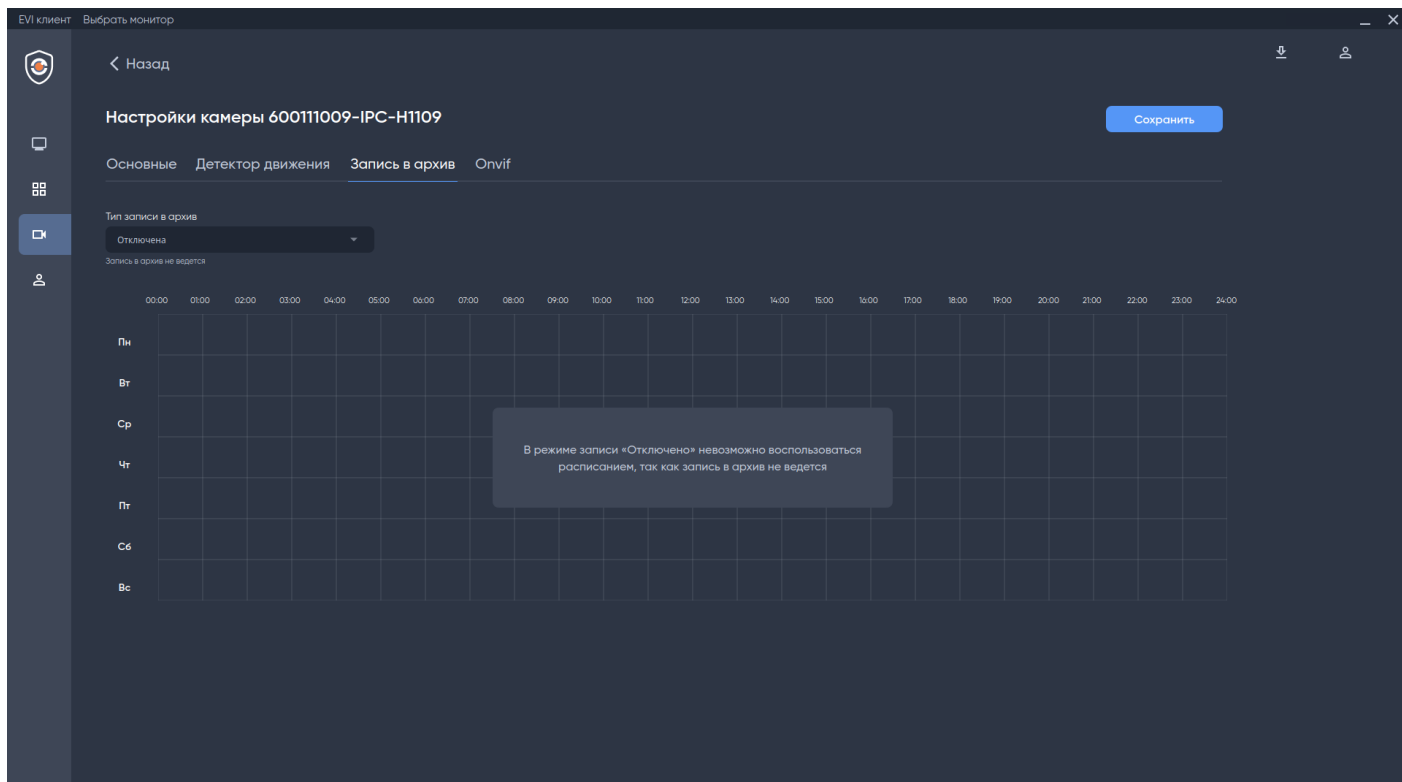 EVI клиент Выбрать монитор
Назад
Настройки камеры 600111009-IPC-H1109
Сохранить
Основные Детектор движения Запись в архив Onvif
Тип записи в архив
Отключена
Запись в архив не ведется
00:00 01:00 02:00 03:00 04:00 05:00 06:00 07:00 08:00 09:00 10:00 11:00 12:00 13:00 14:00 15:00 16:00 17:00 18:00 19:00 20:00 21:00 22:00 23:00 24:00
Пн
Вт
Ср
Чт
Пт
Сб
Вс
В режиме записи «Отключено» невозможно воспользоваться
расписанием, так как запись в архив не ведется